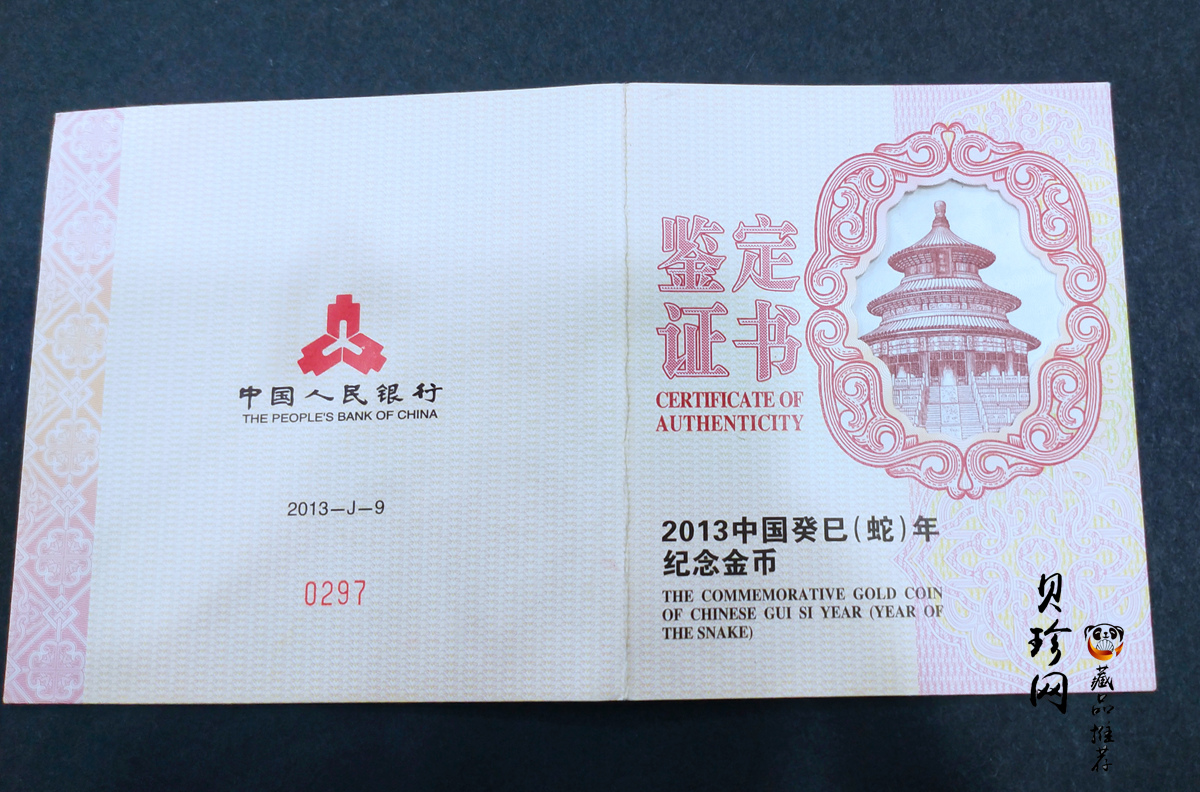 中国人民银行
THE PEOPLE'S BANK OF CHINA
2013—J—9
0297
鉴定
证书
CERTIFICATE OF
AUTHENTICITY
2013中国癸巳(蛇)年
纪念金币
THE COMMEMORATIVE GOLD COIN
OF CHINESE GUI SI YEAR (YEAR OF
THE SNAKE)
贝珍网
藏品推荐